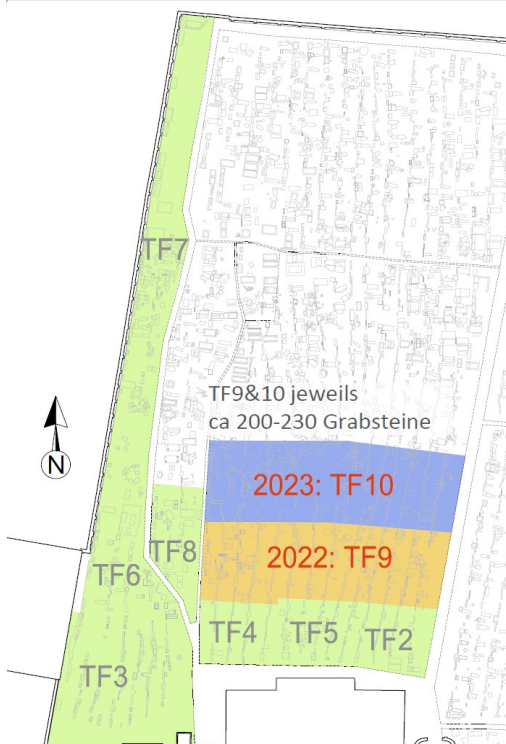 TF7
TF9&10 jeweils
ca 200-230 Grabsteine
N
2023: TF10
2022: TF9
TF8
TF6
TF4
TF5
TF2
TF3